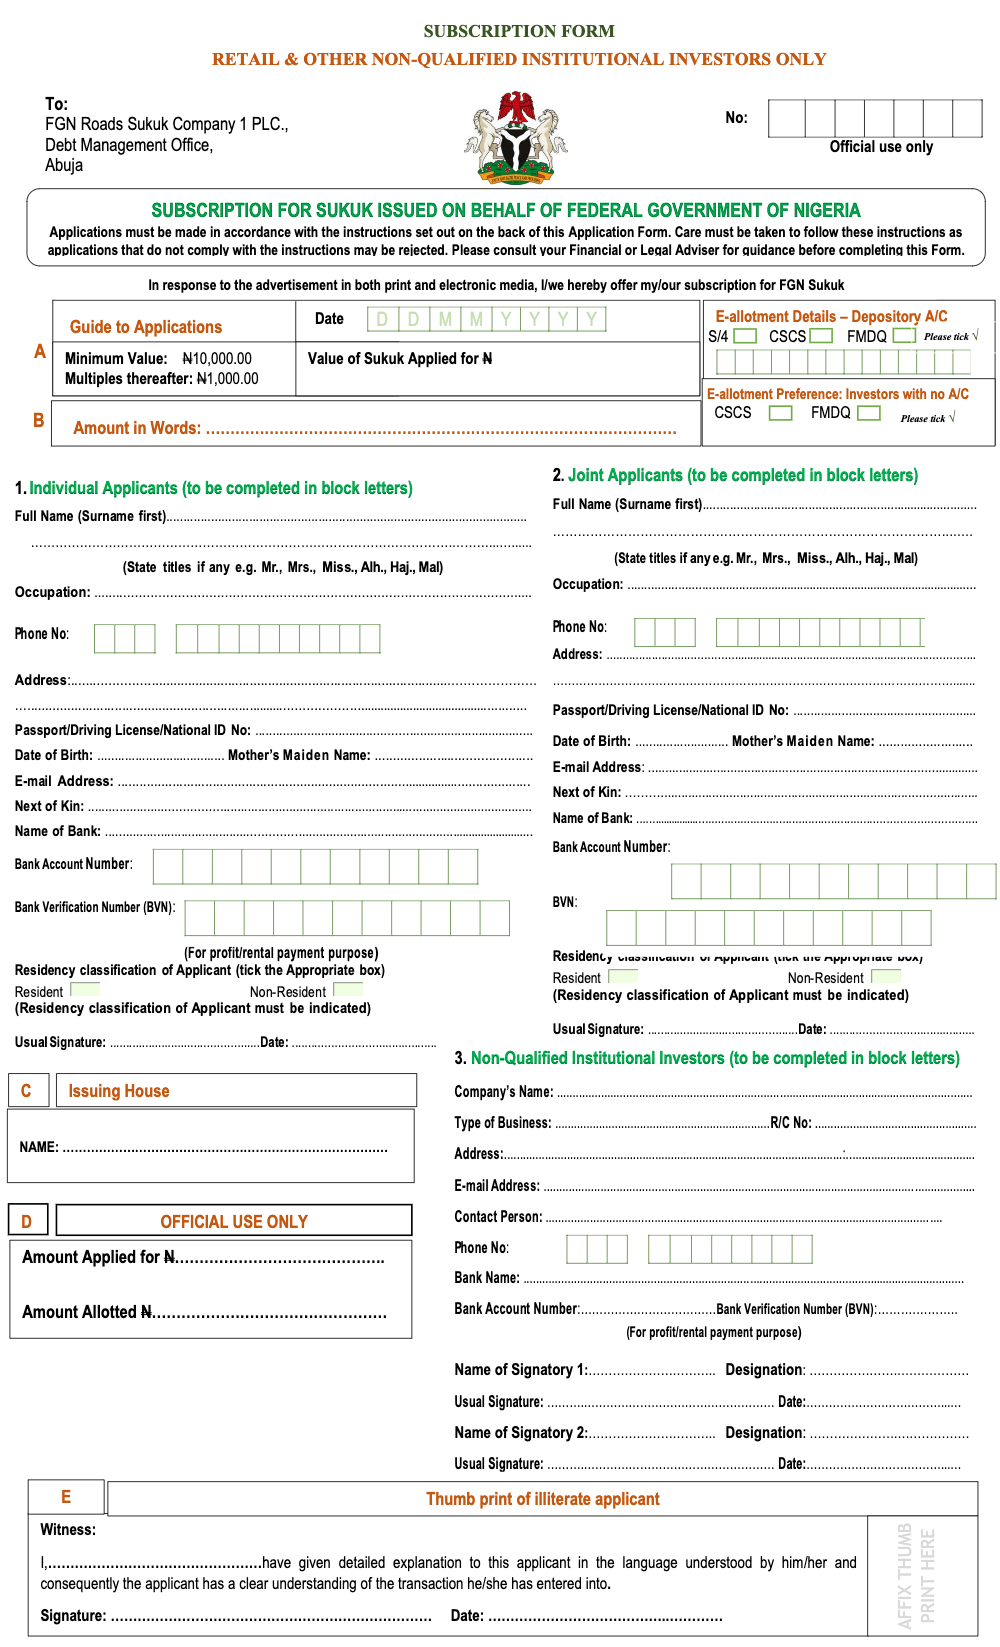 SUBSCRIPTION FORM
RETAIL & OTHER NON-QUALIFIED INSTITUTIONAL INVESTORS ONLY
To:
FGN Roads Sukuk Company 1 PLC.,
Debt Management Office,
Abuja
No:
Official use only
SUBSCRIPTION FOR SUKUK ISSUED ON BEHALF OF FEDERAL GOVERNMENT OF NIGERIA
Applications must be made in accordance with the instructions set out on the back of this Application Form. Care must be taken to follow these instructions as
applications that do not comply with the instructions may be rejected. Please consult your Financial or Legal Adviser for guidance before completing this Form.
In response to the advertisement in both print and electronic media, I/we hereby offer my/our subscription for FGN Sukuk
A
Guide to Applications
Minimum Value: ₦10,000.00
Multiples thereafter: ₦1,000.00
Date D D M M Y Y Y Y
Value of Sukuk Applied for ₦
E-allotment Details – Depository A/C
S/4 CSCS FMDQ Please tick √
E-allotment Preference: Investors with no A/C
CSCS FMDQ Please tick √
B
Amount in Words: ....................
1. Individual Applicants (to be completed in block letters)
Full Name (Surname first)....................
....................
(State titles if any e.g. Mr., Mrs., Miss., Alh., Haj., Mal)
Occupation: ....................
Phone No:
Address:....................
....................
Passport/Driving License/National ID No: ....................
Date of Birth: .................... Mother's Maiden Name: ....................
E-mail Address: ....................
Next of Kin: ....................
Name of Bank: ....................
Bank Account Number:
Bank Verification Number (BVN):
(For profit/rental payment purpose)
Residency classification of Applicant (tick the Appropriate box)
Resident Non-Resident
(Residency classification of Applicant must be indicated)
Usual Signature: ....................Date: ....................
2. Joint Applicants (to be completed in block letters)
Full Name (Surname first)....................
....................
(State titles if any e.g. Mr., Mrs., Miss., Alh., Haj., Mal)
Occupation: ....................
Phone No:
Address: ....................
....................
Passport/Driving License/National ID No: ....................
Date of Birth: .................... Mother's Maiden Name: ....................
E-mail Address: ....................
Next of Kin: ....................
Name of Bank: ....................
Bank Account Number:
BVN:
Residency classification of Applicant (tick the Appropriate box)
Resident Non-Resident
(Residency classification of Applicant must be indicated)
Usual Signature: ....................Date: ....................
3. Non-Qualified Institutional Investors (to be completed in block letters)
Company's Name: ....................
Type of Business: ....................R/C No: ....................
Address:....................
E-mail Address: ....................
Contact Person: ....................
Phone No:
Bank Name: ....................
Bank Account Number:....................Bank Verification Number (BVN):....................
(For profit/rental payment purpose)
Name of Signatory 1:.................... Designation: ....................
Usual Signature: .................... Date:....................
Name of Signatory 2:.................... Designation: ....................
Usual Signature: .................... Date:....................
C Issuing House
NAME: ....................
D OFFICIAL USE ONLY
Amount Applied for ₦....................
Amount Allotted ₦....................
E Thumb print of illiterate applicant
Witness:
I,....................have given detailed explanation to this applicant in the language understood by him/her and
consequently the applicant has a clear understanding of the transaction he/she has entered into.
Signature: .................... Date: ....................
AFFIX THUMB
PRINT HERE